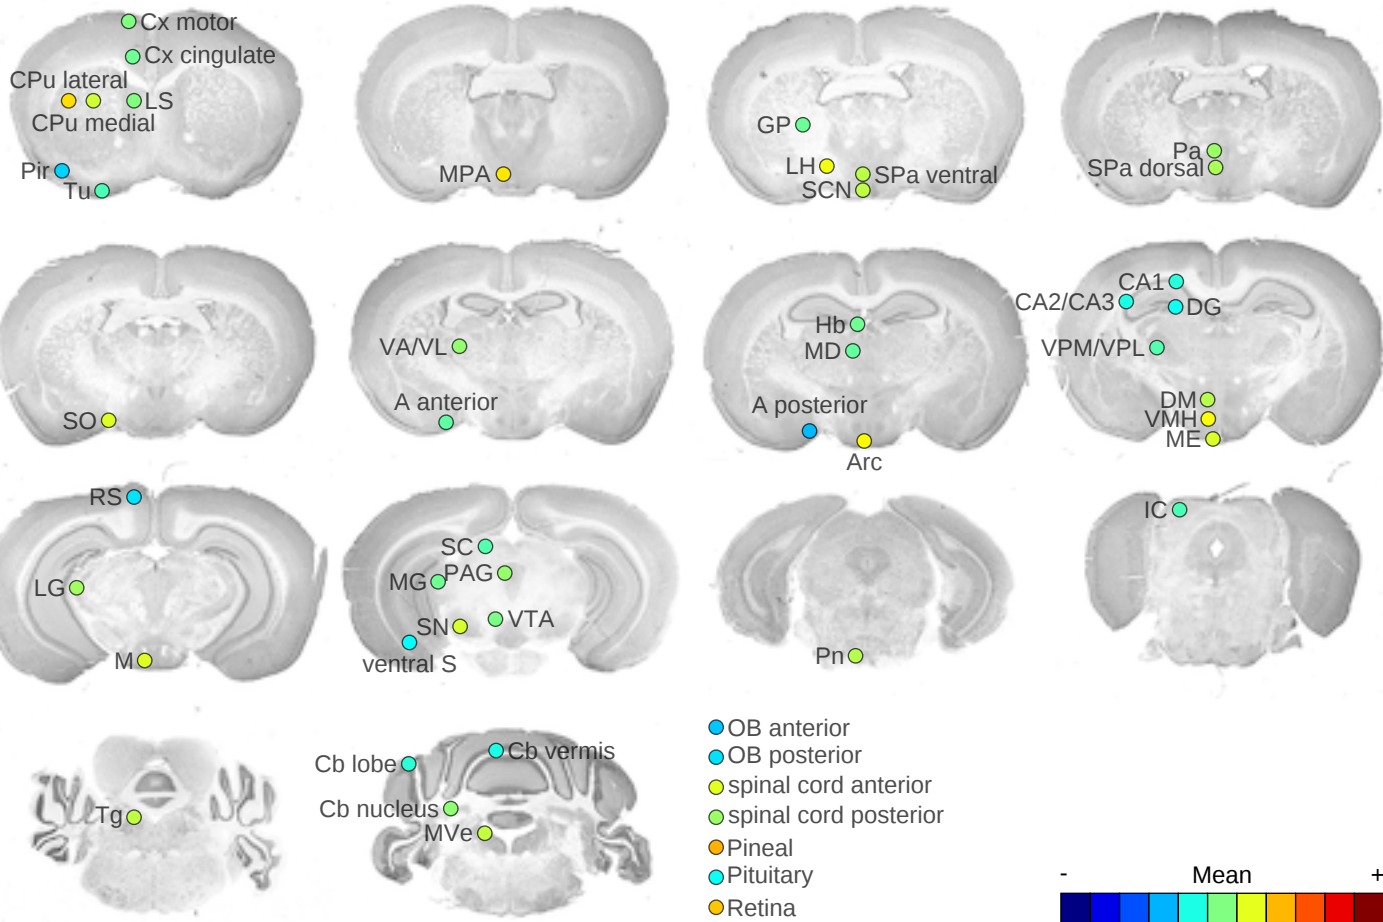 Cx motor
Cx cingulate
CPu lateral
LS
CPu medial
Pir
Tu
MPA
GP
LH
SPa ventral
SCN
Pa
SPa dorsal
SO
VA/VL
A anterior
Hb
MD
A posterior
Arc
CA1
CA2/CA3
DG
VPM/VPL
DM
VMH
ME
RS
LG
M
SC
MG
PAG
SN
VTA
ventral S
Pn
IC
Tg
Cb lobe
Cb vermis
Cb nucleus
MVe
OB anterior
OB posterior
spinal cord anterior
spinal cord posterior
Pineal
Pituitary
Retina
- Mean +